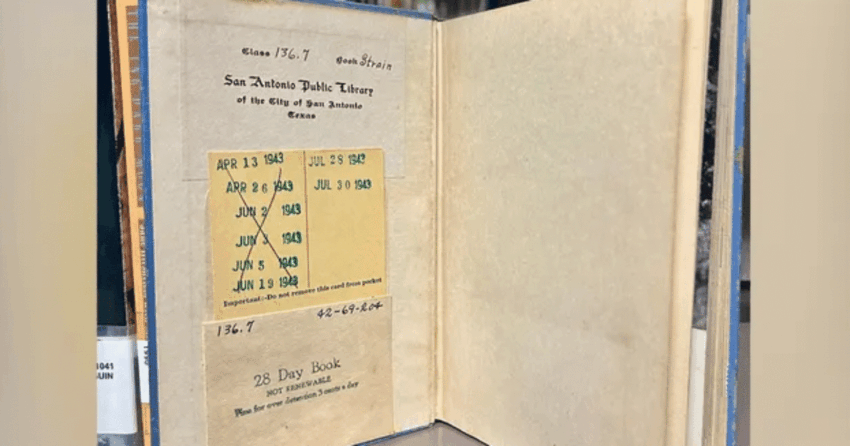 Class 136.7 Book Strain
San Antonio Public Library
of the City of San Antonio
Texas
APR 13 1943 JUL 28 1943
APR 26 1943 JUL 30 1943
JUN 2 1943
JUN 3 1943
JUN 5 1943
JUN 19 1943
Important:-Do not remove this card from pocket
136.7 42-69-204
28 Day Book
NOT RENEWABLE
Fine for over detention 3 cents a day
1041
UIN